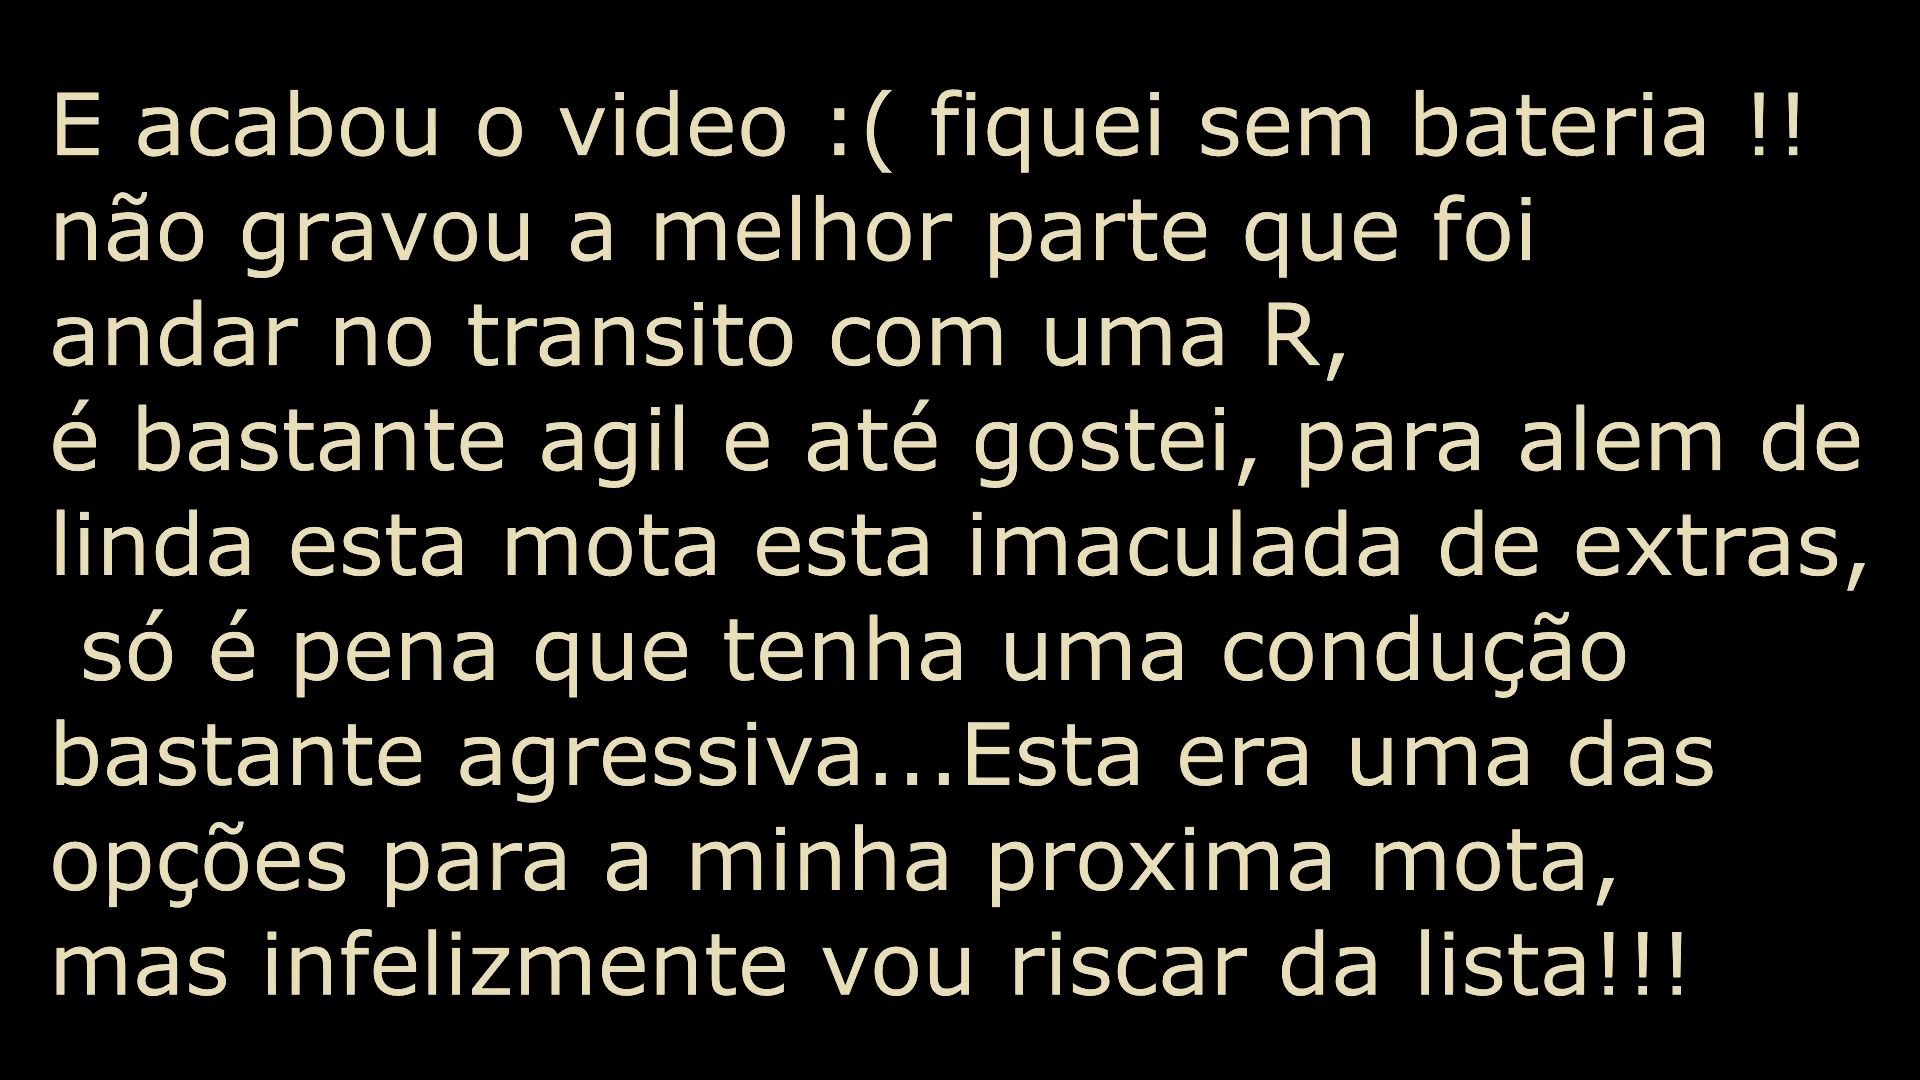 E acabou o video :( fiquei sem bateria !!
não gravou a melhor parte que foi
andar no transito com uma R,
é bastante agil e até gostei, para alem de
linda esta mota esta imaculada de extras,
só é pena que tenha uma condução
bastante agressiva...Esta era uma das
opções para a minha proxima mota,
mas infelizmente vou riscar da lista!!!